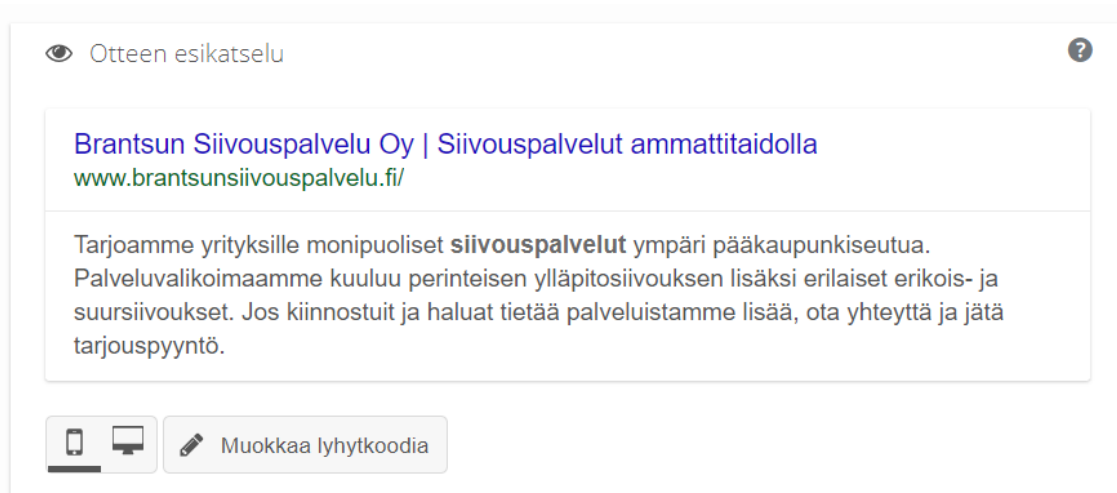 Otteen esikatselu
?
Brantsun Siivouspalvelu Oy | Siivouspalvelut ammattitaidolla
www.brantsunsiivouspalvelu.fi/
Tarjoamme yrityksille monipuoliset siivouspalvelut ympäri pääkaupunkiseutua.
Palveluvalikoimaamme kuuluu perinteisen ylläpitosiivouksen lisäksi erilaiset erikois- ja
suursiivoukset. Jos kiinnostuit ja haluat tietää palveluistamme lisää, ota yhteyttä ja jätä
tarjouspyyntö.
Muokkaa lyhytkoodia